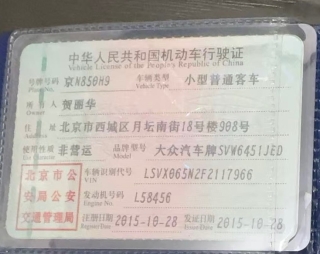 中华人民共和国机动车行驶证
Vehicle License of the People's Republic of China
号牌号码 京N850H9 车辆类型 小型普通客车
Plate No. Vehicle Type
所有人 贺丽华
Owner
住址 北京市西城区月坛南街18号楼908号
Address
使用性质 非营运 品牌型号 大众汽车牌SVW6451JED
Use Character Model
北京市公
安局公安
交通管理局
车辆识别代号 LSVX065N2F2117966
VIN
发动机号码 L58456
Engine No.
注册日期 2015-10-28 发证日期 2015-10-28
Register Date Issue Date